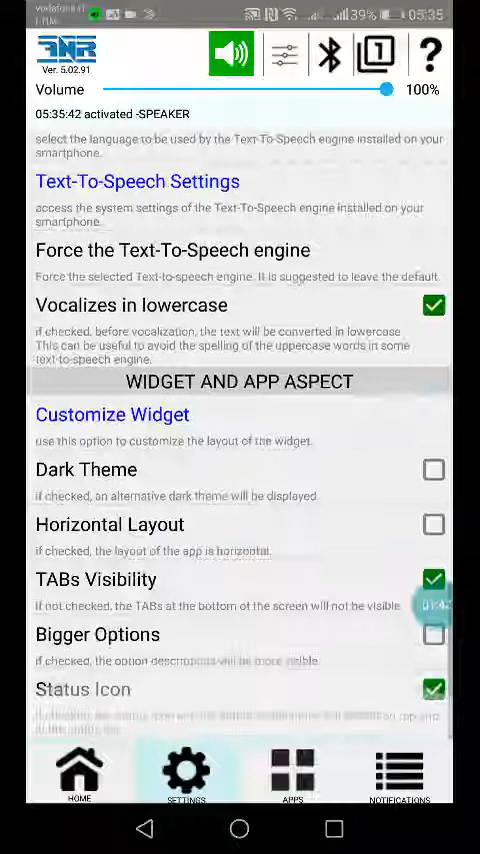 vodafone IT
39% 05:35
Ver. 5.02.91
1
?
Volume 100%
05:35:42 activated -SPEAKER
select the language to be used by the Text-To-Speech engine installed on your
smartphone.
Text-To-Speech Settings
access the system settings of the Text-To-Speech engine installed on your
smartphone.
Force the Text-To-Speech engine
Force the selected Text-to-speech engine. It is suggested to leave the default.
Vocalizes in lowercase
if checked, before vocalization, the text will be converted in lowercase
This can be useful to avoid the spelling of the uppercase words in some
text-to-speech engine.
WIDGET AND APP ASPECT
Customize Widget
use this option to customize the layout of the widget.
Dark Theme
if checked, an alternative dark theme will be displayed
Horizontal Layout
if checked, the layout of the app is horizontal.
TABs Visibility
if not checked, the TABs at the bottom of the screen will not be visible
Bigger Options
if checked, the option descriptions will be more visible
Status Icon
HOME SETTINGS APPS NOTIFICATIONS